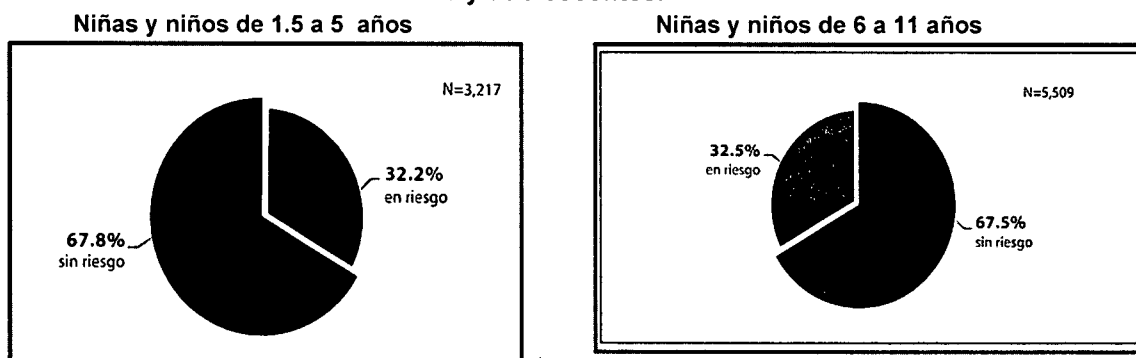 Niñas y niños de 1.5 a 5 años
N=3,217
32.2%
en riesgo
67.8%
sin riesgo
Niñas y niños de 6 a 11 años
N=5,509
32.5%
en riesgo
67.5%
sin riesgo